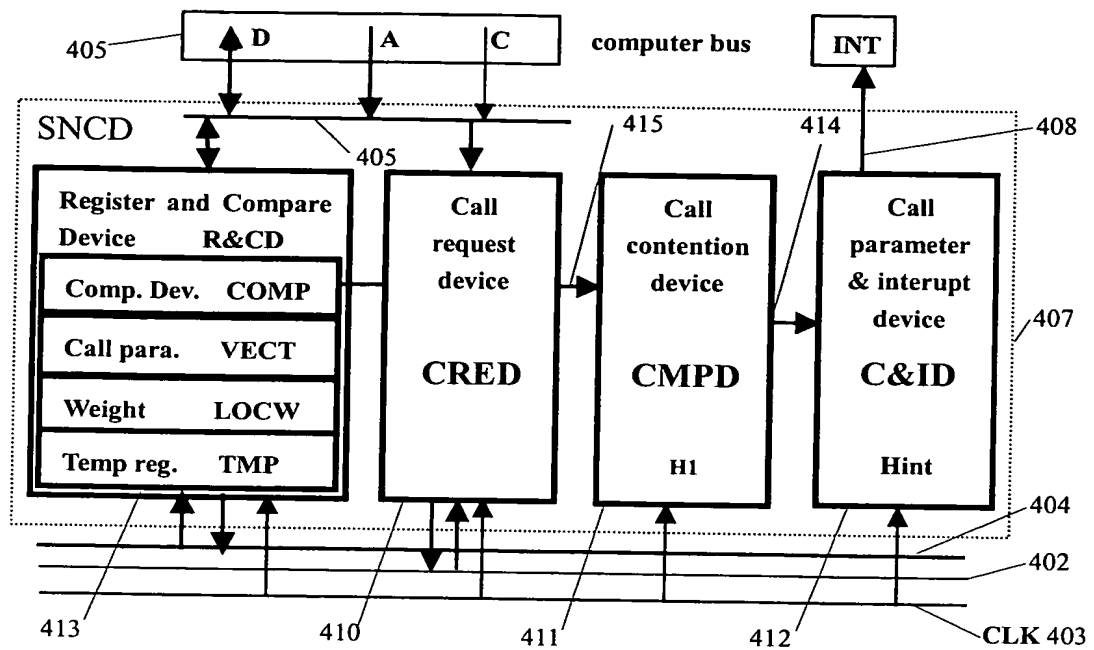 405
D A C
computer bus
INT
SNCD
405
415
414
408
Register and Compare
Device R&CD
Comp. Dev. COMP
Call para. VECT
Weight LOCW
Temp reg. TMP
Call
request
device
CRED
Call
contention
device
CMPD
H1
Call
parameter
& interupt
device
C&ID
Hint
407
404
402
413
410
411
412
CLK 403